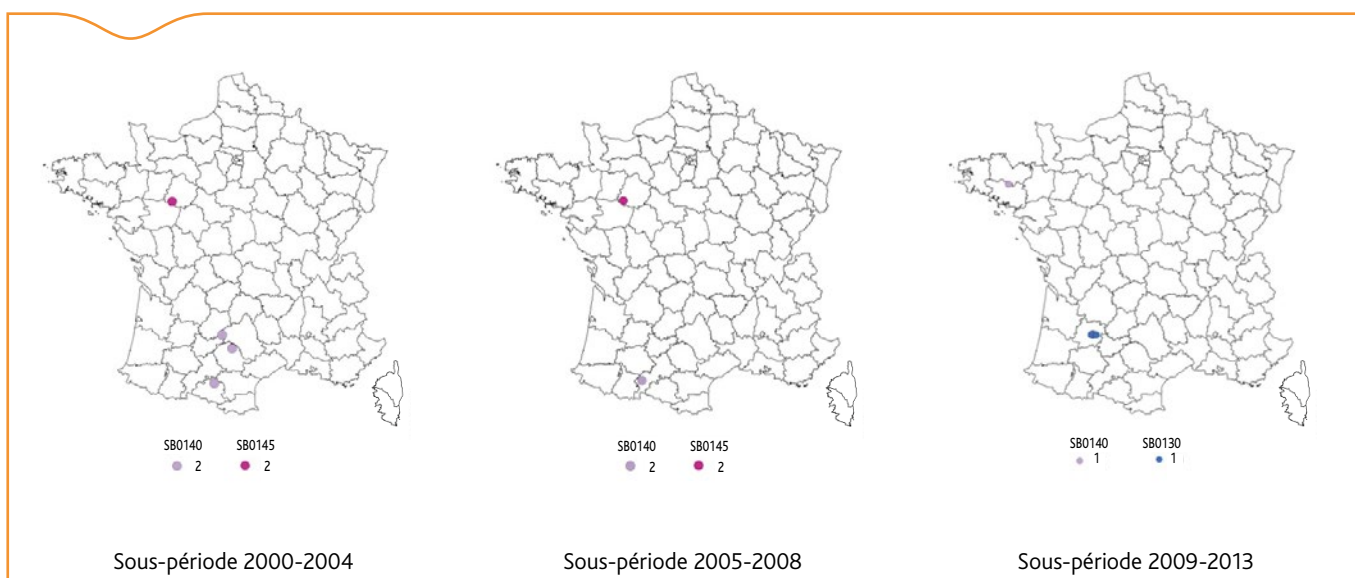 SB0140 SB0145
2 2
Sous-période 2000-2004
SB0140 SB0145
2 2
Sous-période 2005-2008
SB0140 SB0130
1 1
Sous-période 2009-2013